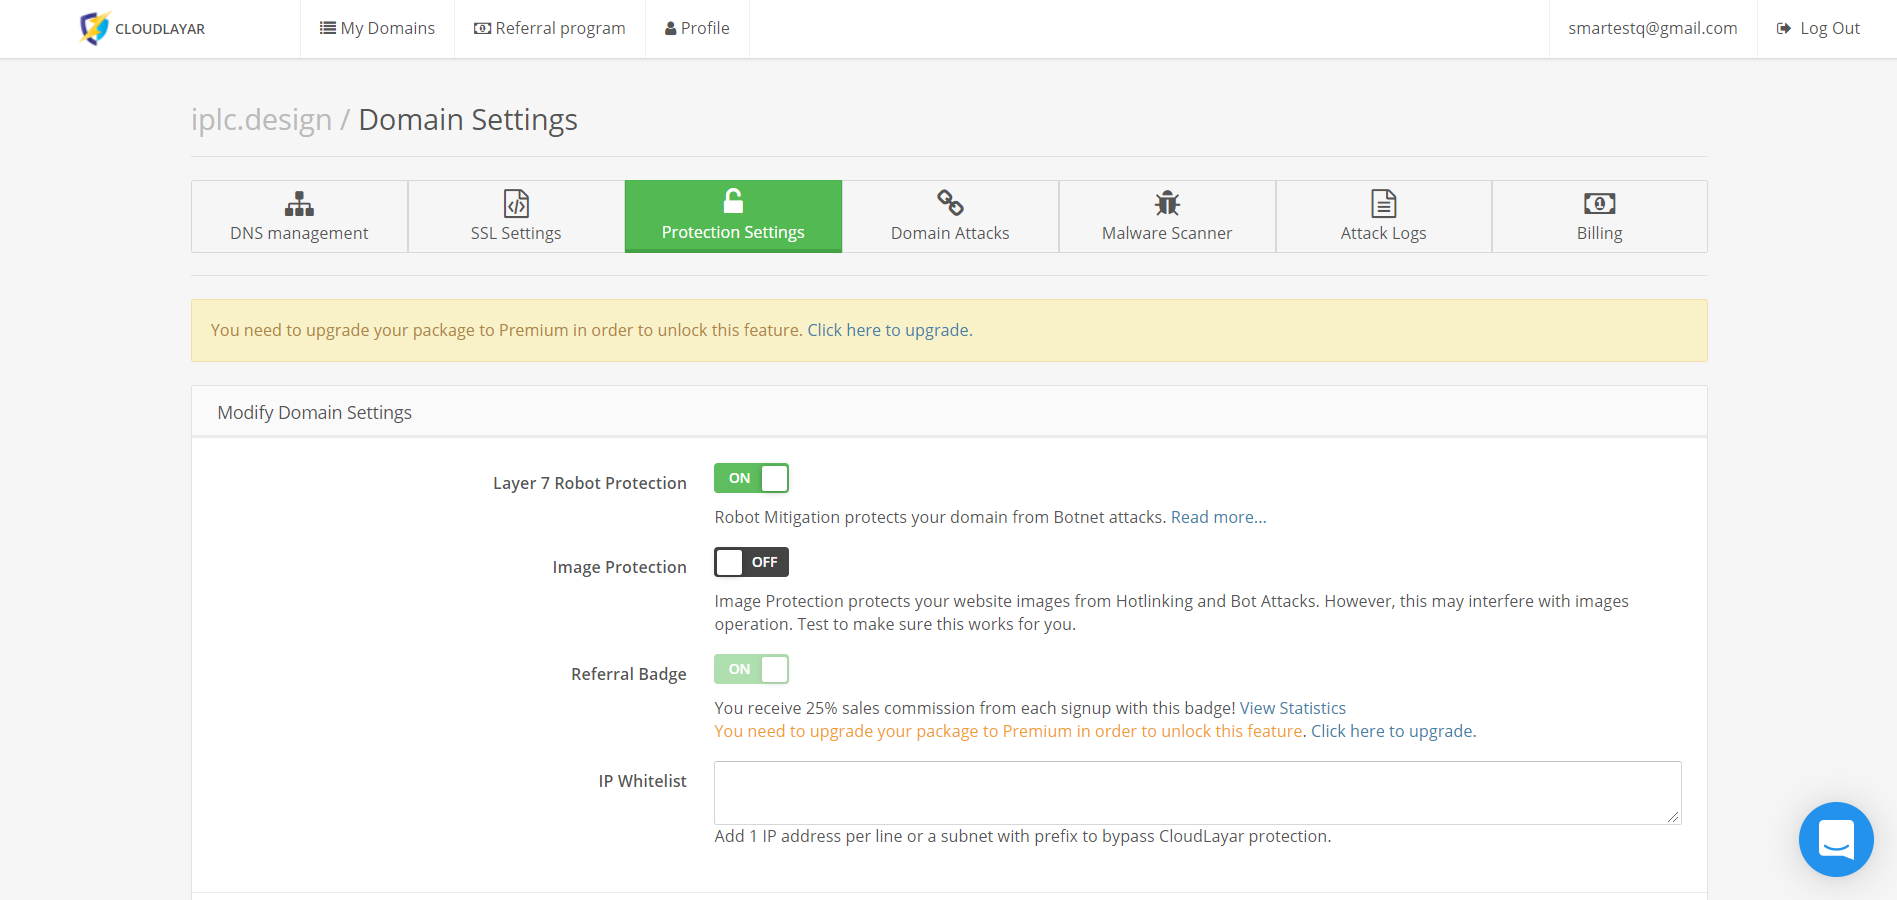 CLOUDLAYAR
My Domains
Referral program
Profile
smartestq@gmail.com
Log Out
iplc.design / Domain Settings
DNS management
SSL Settings
Protection Settings
Domain Attacks
Malware Scanner
Attack Logs
Billing
You need to upgrade your package to Premium in order to unlock this feature. Click here to upgrade.
Modify Domain Settings
Layer 7 Robot Protection
ON
Robot Mitigation protects your domain from Botnet attacks. Read more...
Image Protection
OFF
Image Protection protects your website images from Hotlinking and Bot Attacks. However, this may interfere with images
operation. Test to make sure this works for you.
Referral Badge
ON
You receive 25% sales commission from each signup with this badge! View Statistics
You need to upgrade your package to Premium in order to unlock this feature. Click here to upgrade.
IP Whitelist
Add 1 IP address per line or a subnet with prefix to bypass CloudLayar protection.